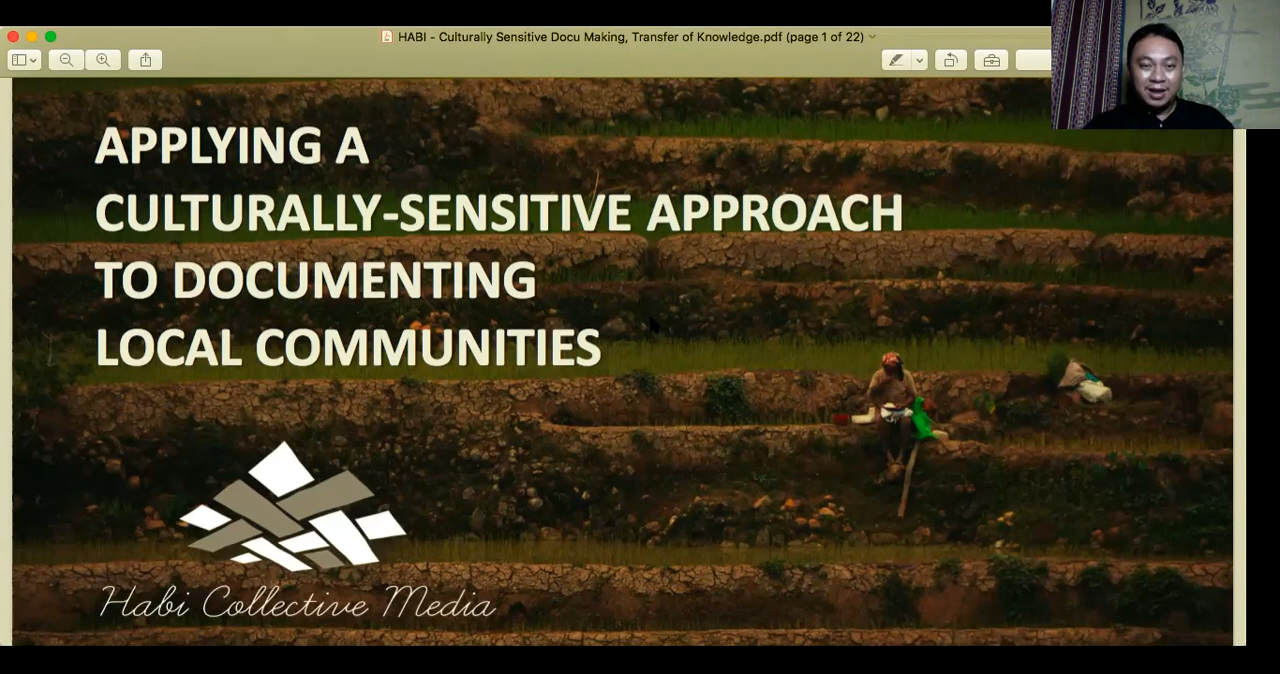 HABI - Culturally Sensitive Docu Making, Transfer of Knowledge.pdf (page 1 of 22)
APPLYING A
CULTURALLY-SENSITIVE APPROACH
TO DOCUMENTING
LOCAL COMMUNITIES
Habi Collective Media